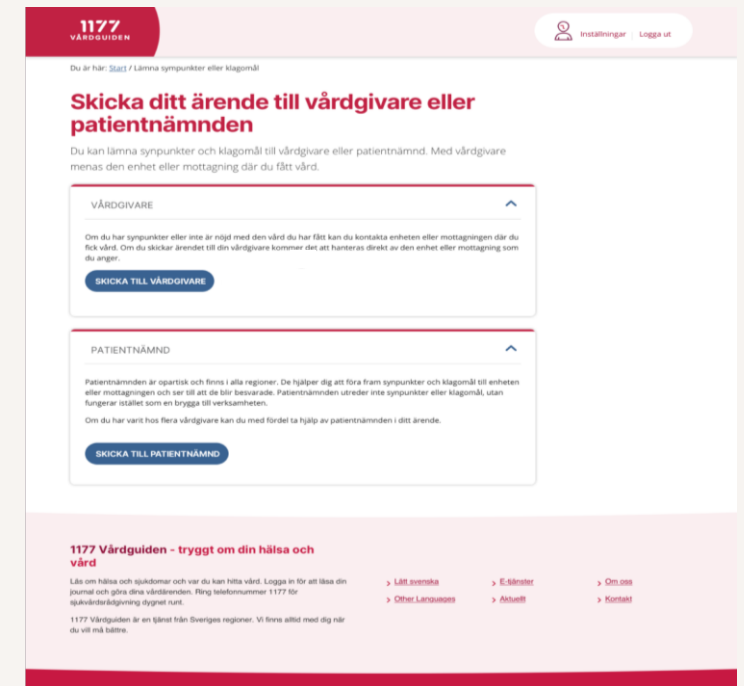 1177
VÅRDGUIDEN
Inställningar | Logga ut
Du är här: Start / Lämna sympunkter eller klagomål
Skicka ditt ärende till vårdgivare eller
patientnämnden
Du kan lämna synpunkter och klagomål till vårdgivare eller patientnämnd. Med vårdgivare
menas den enhet eller mottagning där du fått vård.
VÅRDGIVARE
Om du har synpunkter eller inte är nöjd med den vård du har fått kan du kontakta enheten eller mottagningen där du
fick vård. Om du skickar ärendet till din vårdgivare kommer det att hanteras direkt av den enhet eller mottagning som
du anger.
SKICKA TILL VÅRDGIVARE
PATIENTNÄMND
Patientnämnden är opartisk och finns i alla regioner. De hjälper dig att föra fram synpunkter och klagomål till enheten
eller mottagningen och ser till att de blir besvarade. Patientnämnden utreder inte synpunkter eller klagomål, utan
fungerar istället som en brygga till verksamheten.
Om du har varit hos flera vårdgivare kan du med fördel ta hjälp av patientnämnden i ditt ärende.
SKICKA TILL PATIENTNÄMND
1177 Vårdguiden - tryggt om din hälsa och
vård
Läs om hälsa och sjukdomar och var du kan hitta vård. Logga in för att läsa din
journal och göra dina vårdärenden. Ring telefonnummer 1177 för
sjukvårdsrådgivning dygnet runt.
1177 Vårdguiden är en tjänst från Sveriges regioner. Vi finns alltid med dig när
du vill må bättre.
Lätt svenska
Other Languages
E-tjänster
Aktuellt
Om oss
Kontakt